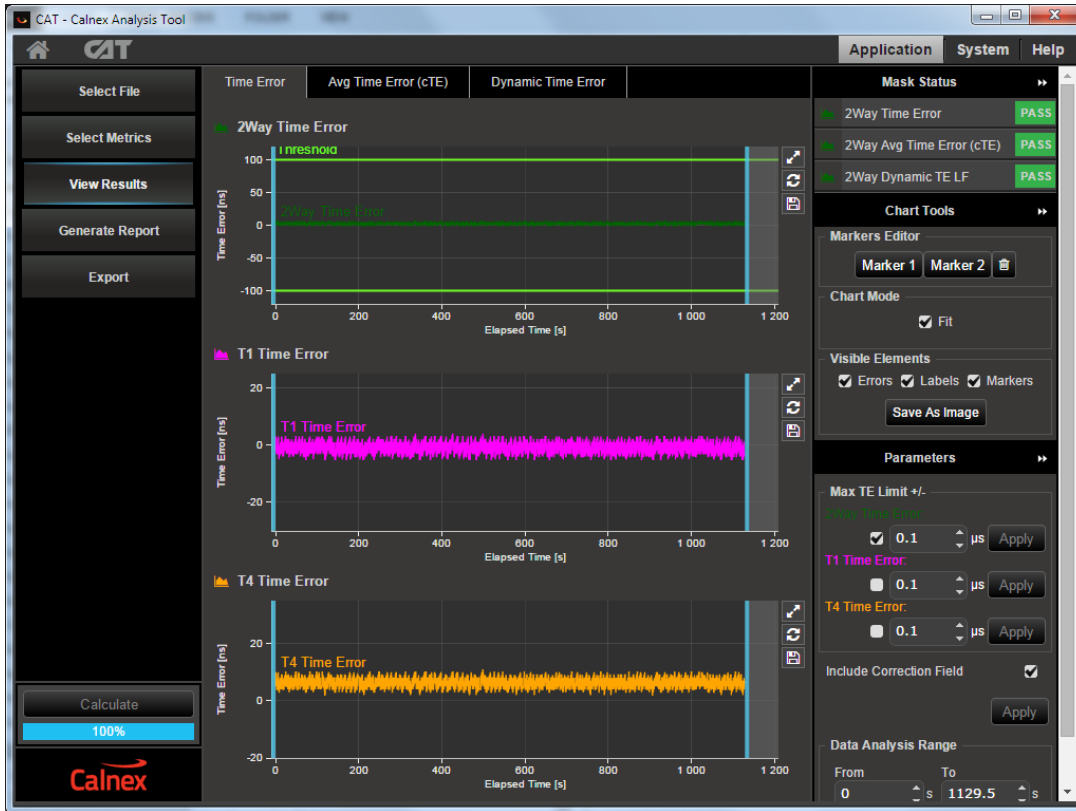 CAT - Calnex Analysis Tool
FOLDER
NEW
CAT
Application
System
Help
Select File
Select Metrics
View Results
Generate Report
Export
Calculate
100%
Calnex
Time Error
Avg Time Error (cTE)
Dynamic Time Error
2Way Time Error
Threshold
2Way Time Error
Time Error [ns]
100
50
0
-50
-100
0 200 400 600 800 1 000 1 200
Elapsed Time [s]
T1 Time Error
T1 Time Error
Time Error [ns]
20
0
-20
0 200 400 600 800 1 000 1 200
Elapsed Time [s]
T4 Time Error
T4 Time Error
Time Error [ns]
20
0
-20
0 200 400 600 800 1 000 1 200
Elapsed Time [s]
Mask Status
2Way Time Error PASS
2Way Avg Time Error (cTE) PASS
2Way Dynamic TE LF PASS
Chart Tools
Markers Editor
Marker 1 Marker 2
Chart Mode
Fit
Visible Elements
Errors Labels Markers
Save As Image
Parameters
Max TE Limit +/-
2Way Time Error:
0.1 µs Apply
T1 Time Error:
0.1 µs Apply
T4 Time Error:
0.1 µs Apply
Include Correction Field
Apply
Data Analysis Range
From To
0 s 1129.5 s